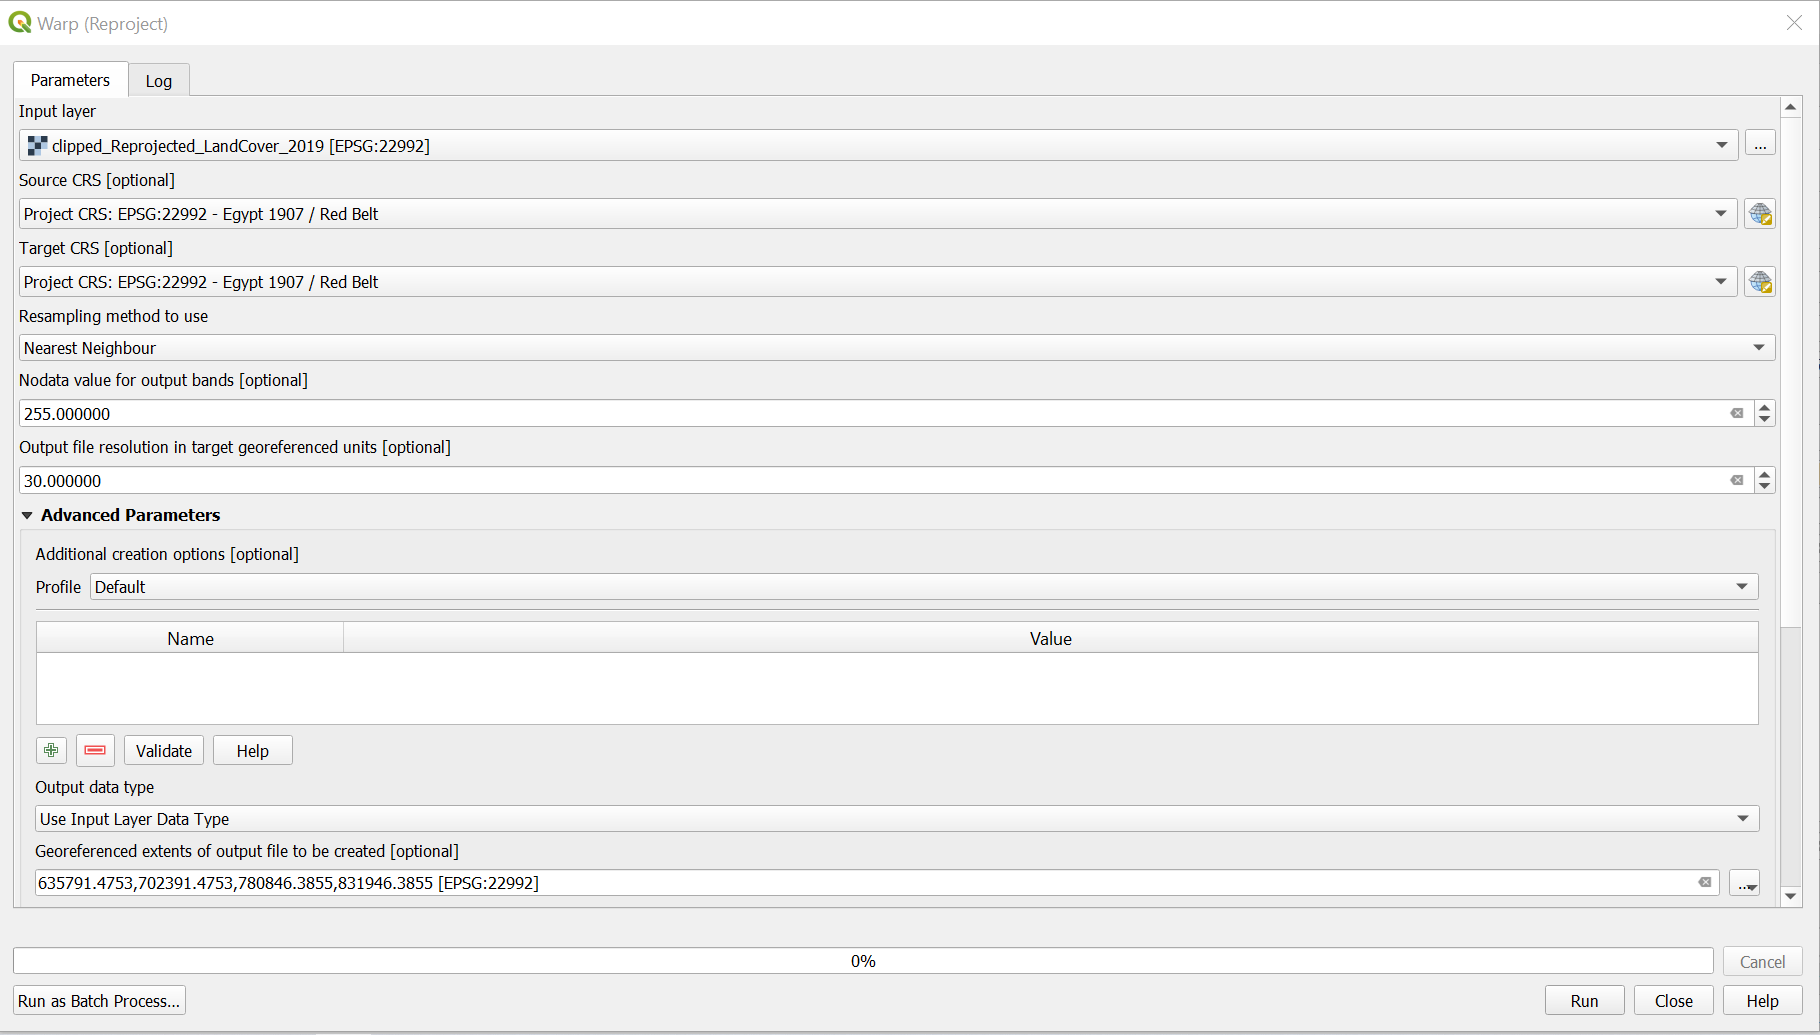 Warp (Reproject)
Parameters
Log
Input layer
clipped_Reprojected_LandCover_2019 [EPSG:22992]
...
Source CRS [optional]
Project CRS: EPSG:22992 - Egypt 1907 / Red Belt
Target CRS [optional]
Project CRS: EPSG:22992 - Egypt 1907 / Red Belt
Resampling method to use
Nearest Neighbour
Nodata value for output bands [optional]
255.000000
Output file resolution in target georeferenced units [optional]
30.000000
Advanced Parameters
Additional creation options [optional]
Profile Default
Name Value
Validate Help
Output data type
Use Input Layer Data Type
Georeferenced extents of output file to be created [optional]
635791.4753,702391.4753,780846.3855,831946.3855 [EPSG:22992]
...
0%
Cancel
Run as Batch Process...
Run Close Help